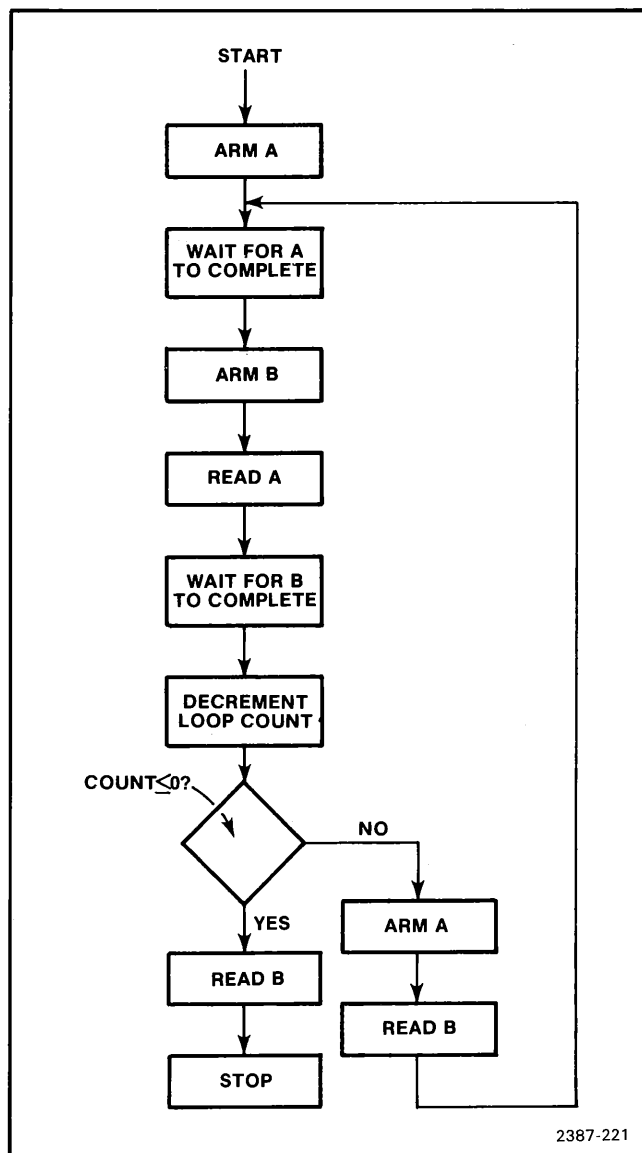 START
ARM A
WAIT FOR A
TO COMPLETE
ARM B
READ A
WAIT FOR B
TO COMPLETE
DECREMENT
LOOP COUNT
COUNT≤0?
NO
YES
ARM A
READ B
READ B
STOP
2387-221